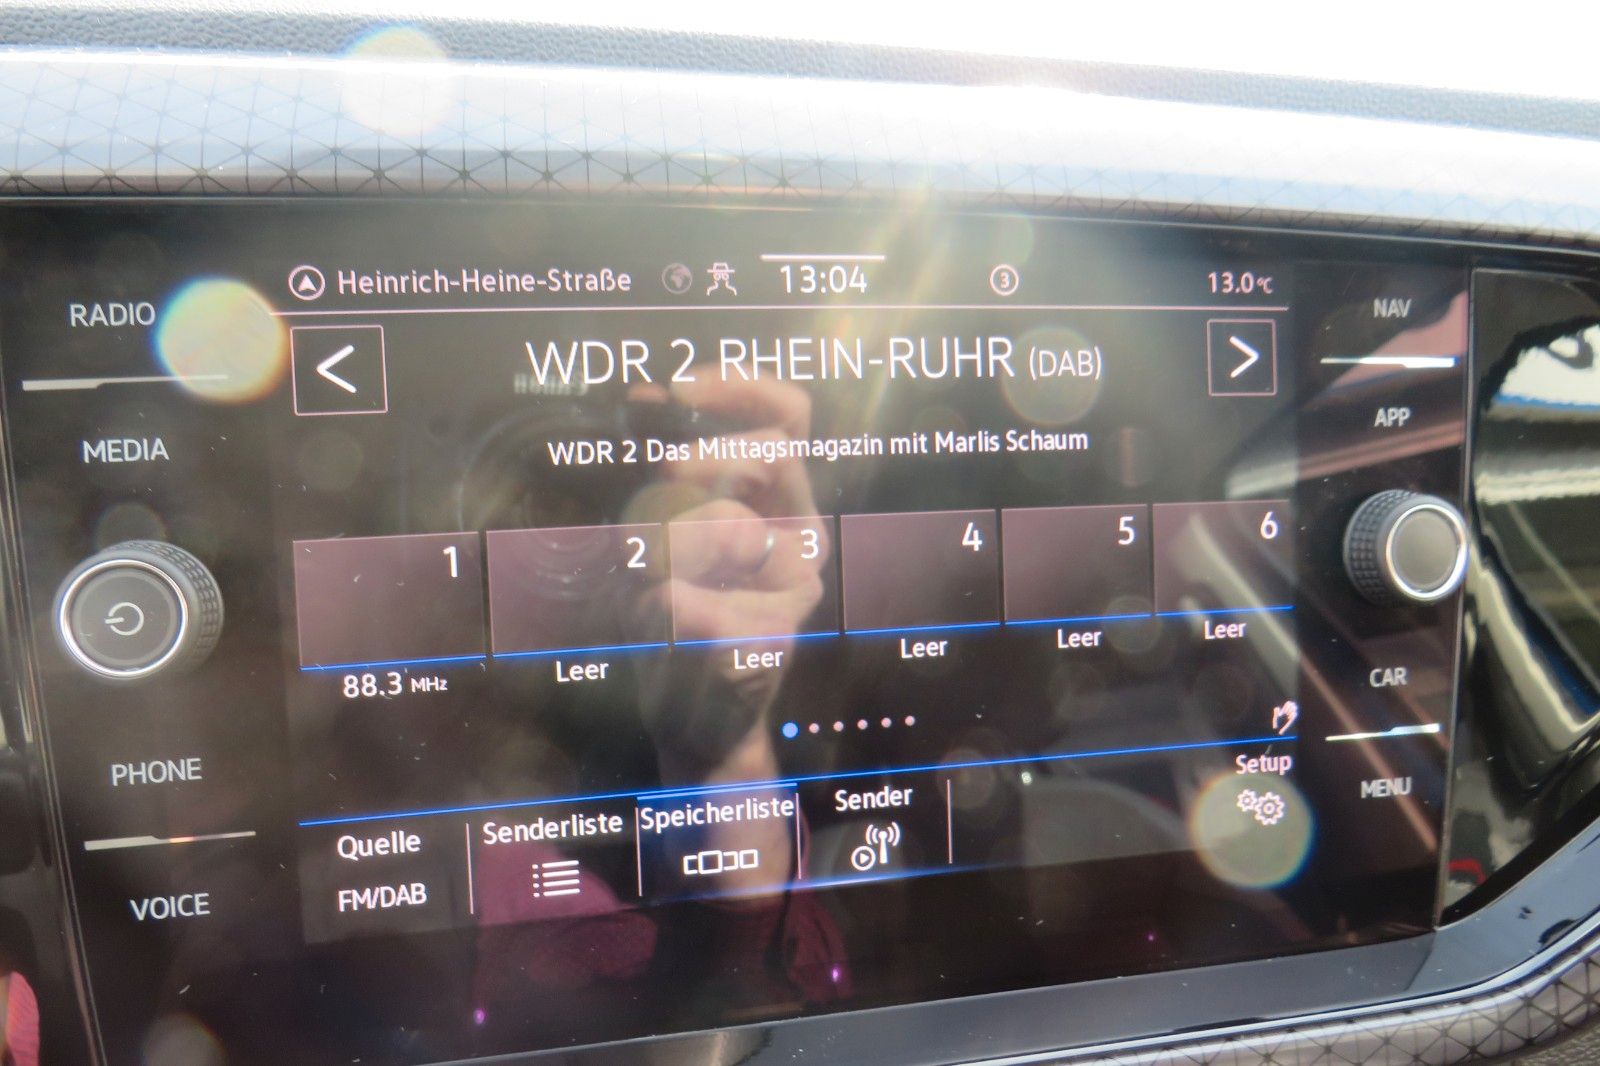 Heinrich-Heine-Straße 13:04 3 13.0°C
RADIO
NAV
WDR 2 RHEIN-RUHR (DAB)
APP
MEDIA
WDR 2 Das Mittagsmagazin mit Marlis Schaum
1 2 3 4 5 6
88.3 MHz Leer Leer Leer Leer Leer
CAR
PHONE
Setup
MENU
Quelle Senderliste Speicherliste Sender
FM/DAB
VOICE